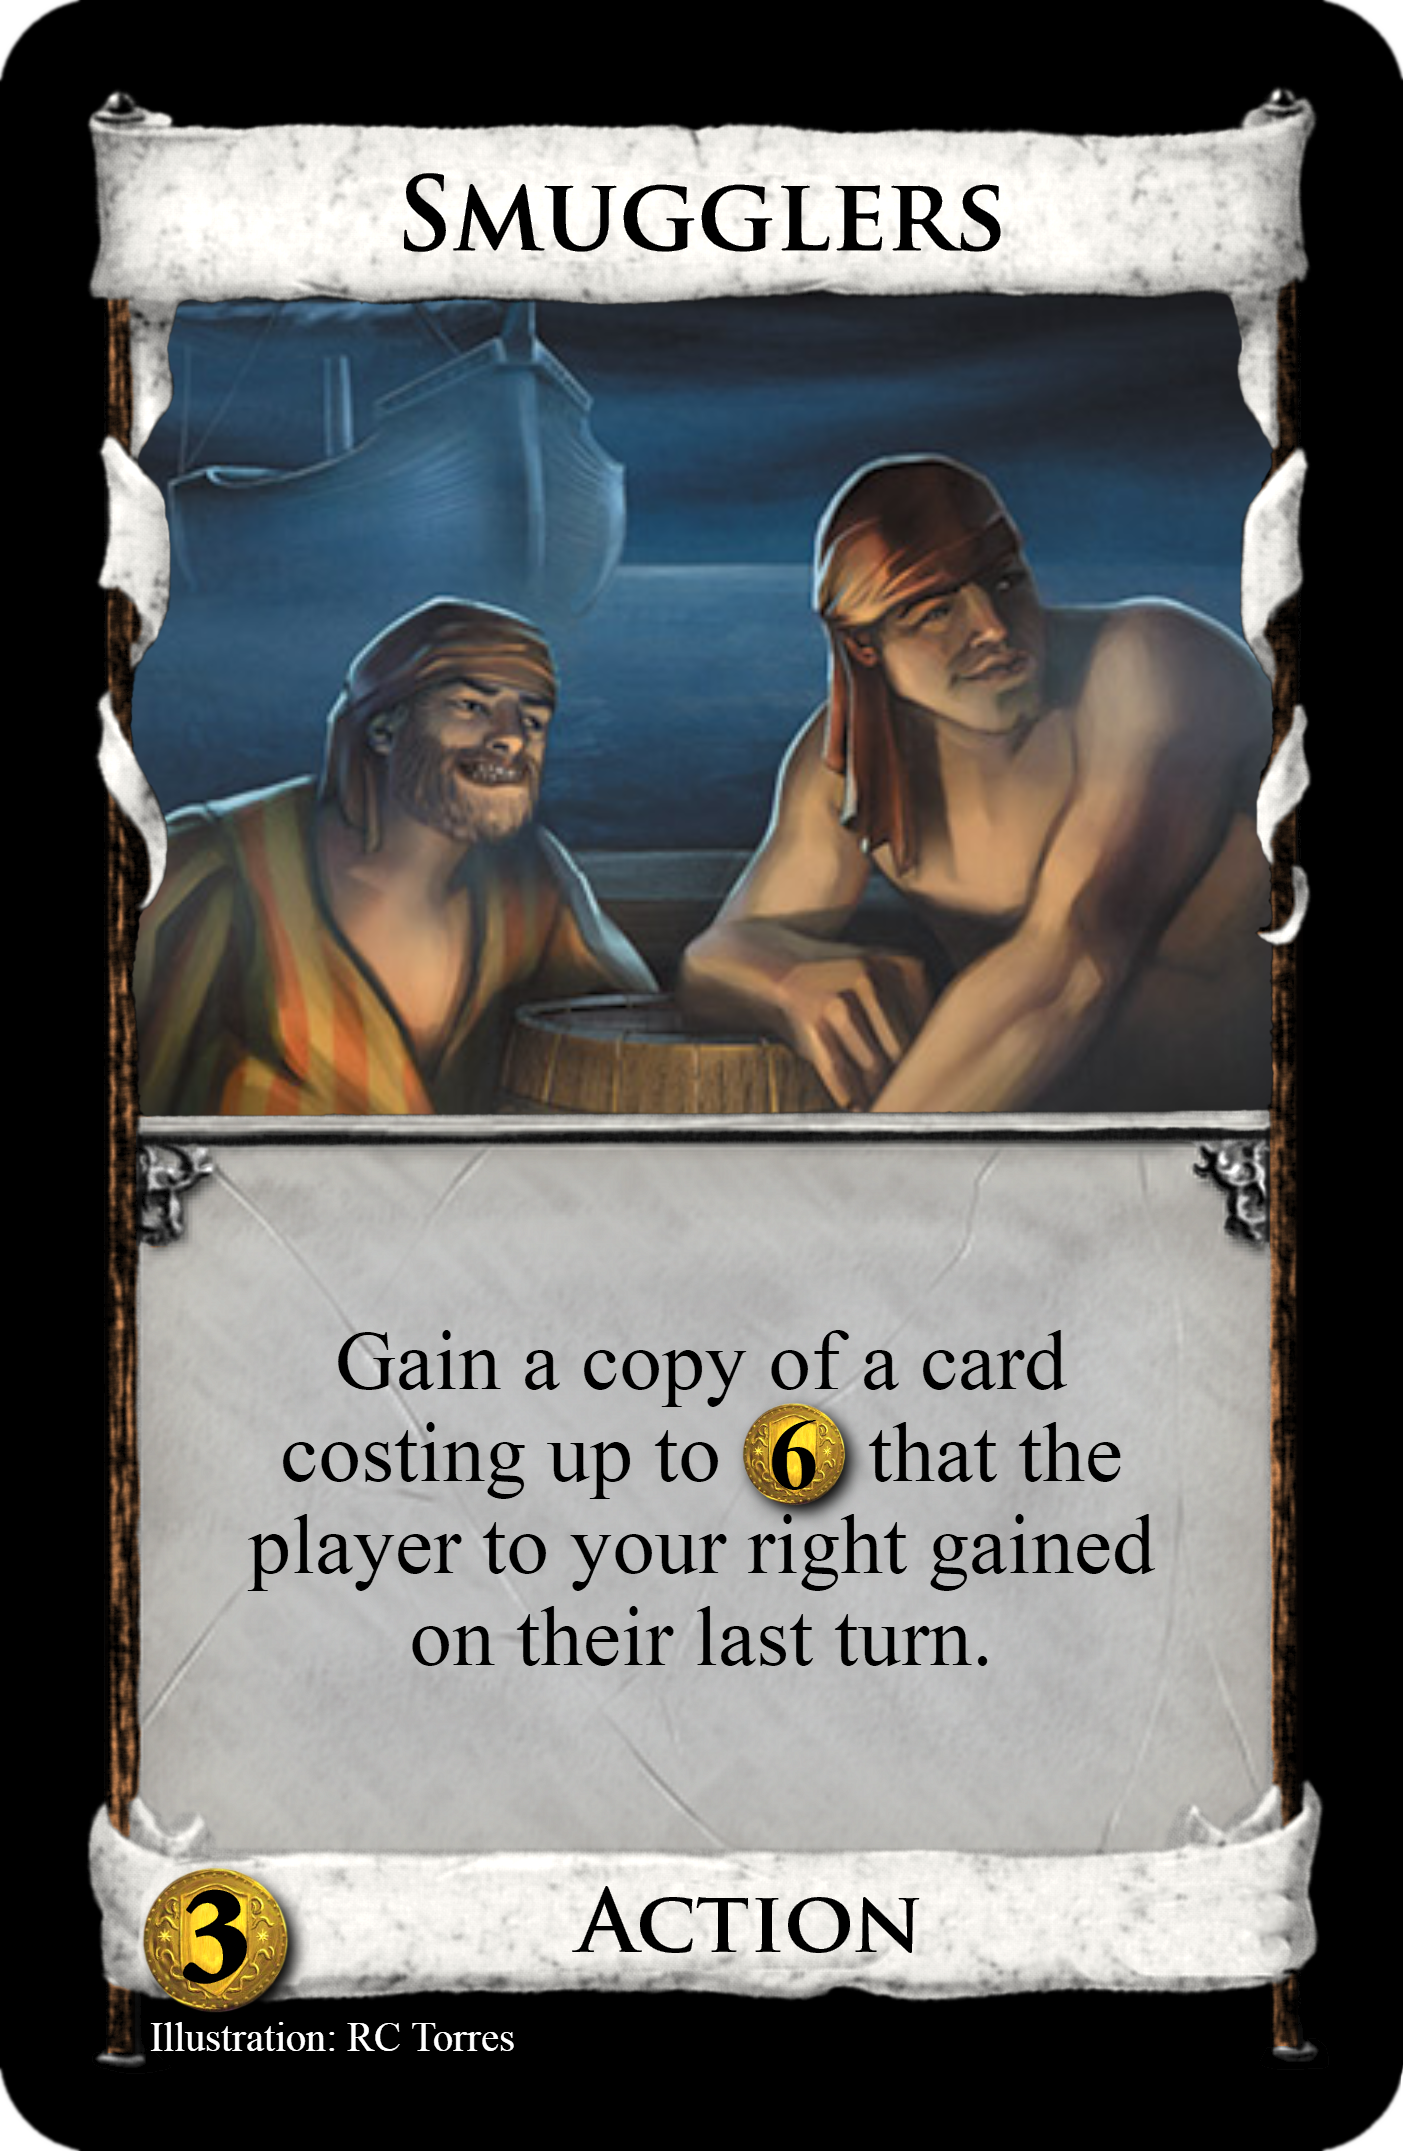 SMUGGLERS
Gain a copy of a card
costing up to 6 that the
player to your right gained
on their last turn.
3 ACTION
Illustration: RC Torres